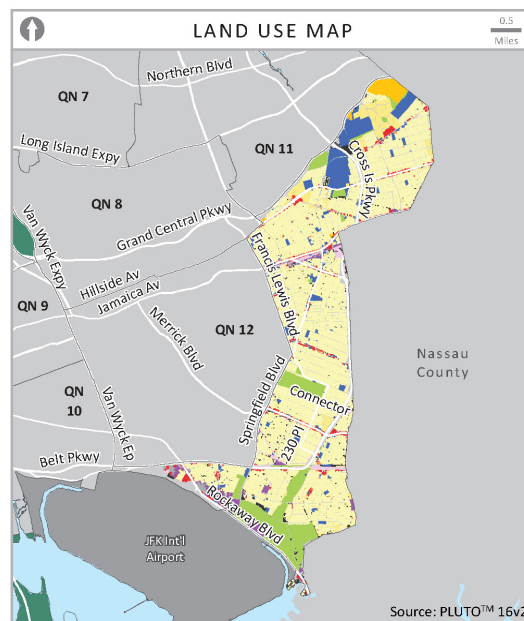 LAND USE MAP
0.5
Miles
Northern Blvd
QN 7
Long Island Expy
QN 11
Cross Is Pkwy
QN 8
Grand Central Pkwy
Van Wyck Expy
Francis Lewis Blvd
Hillside Av
Jamaica Av
QN 9
QN 12
Merrick Blvd
Nassau
County
Springfield Blvd
QN
10
Connector
Van Wyck Ep
230 Pl
Belt Pkwy
Rockaway Blvd
JFK Int'l
Airport
Source: PLUTO™ 16v2